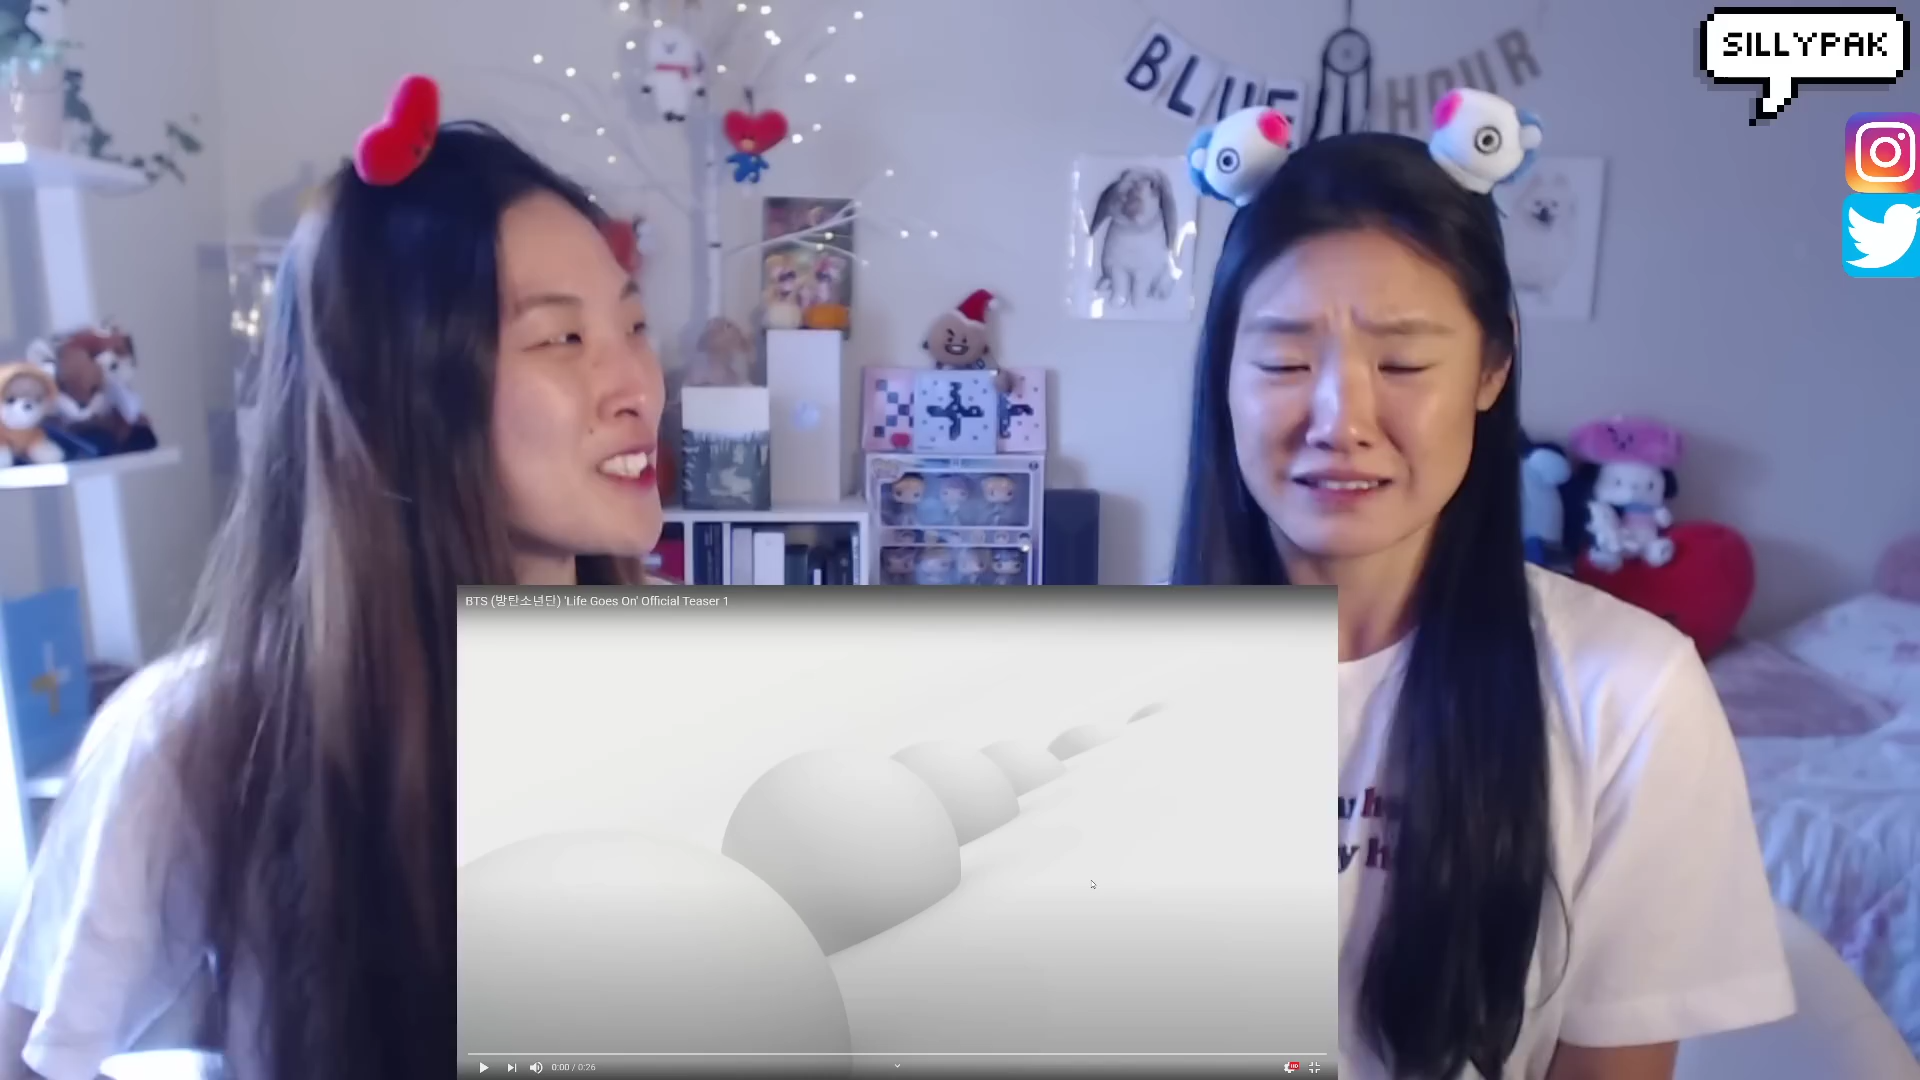 SILLYPAK
BLUE HOUR
BTS (방탄소년단) 'Life Goes On' Official Teaser 1
0:00 / 0:26
HD